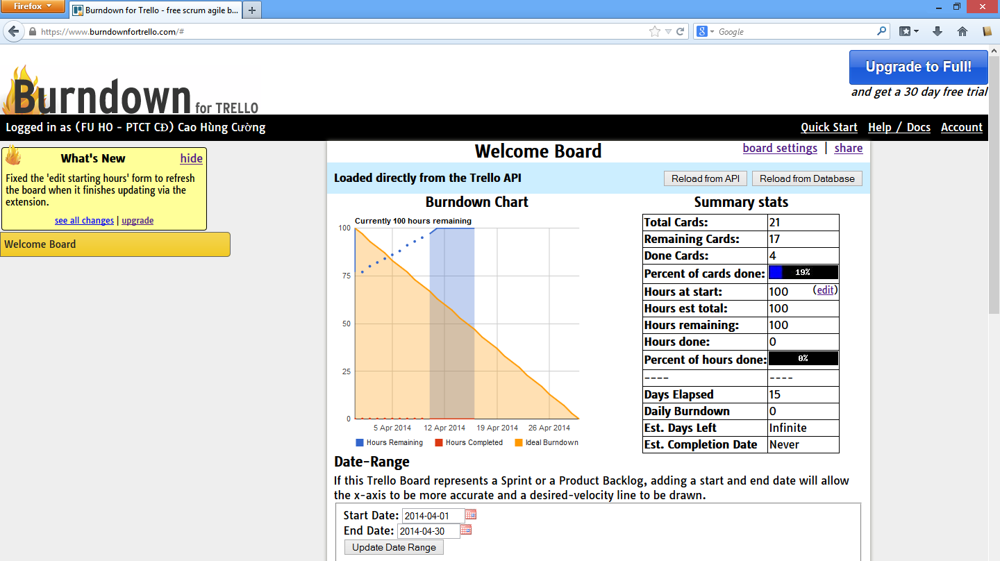 Firefox
Burndown for Trello - free scrum agile b...
https://www.burndownfortrello.com/#
Google
Upgrade to Full!
and get a 30 day free trial
Burndown for TRELLO
Logged in as (FU HO - PTCT CĐ) Cao Hùng Cường
Quick Start Help / Docs Account
What's New hide
Fixed the 'edit starting hours' form to refresh
the board when it finishes updating via the
extension.
see all changes | upgrade
Welcome Board
Welcome Board
board settings | share
Loaded directly from the Trello API
Reload from API Reload from Database
Burndown Chart
Currently 100 hours remaining
100
75
50
25
0
5 Apr 2014 12 Apr 2014 19 Apr 2014 26 Apr 2014
Hours Remaining Hours Completed Ideal Burndown
Summary stats
Total Cards: 21
Remaining Cards: 17
Done Cards: 4
Percent of cards done: 19%
Hours at start: 100 (edit)
Hours est total: 100
Hours remaining: 100
Hours done: 0
Percent of hours done: 0%
---- ----
Days Elapsed 15
Daily Burndown 0
Est. Days Left Infinite
Est. Completion Date Never
Date-Range
If this Trello Board represents a Sprint or a Product Backlog, adding a start and end date will allow
the x-axis to be more accurate and a desired-velocity line to be drawn.
Start Date: 2014-04-01
End Date: 2014-04-30
Update Date Range